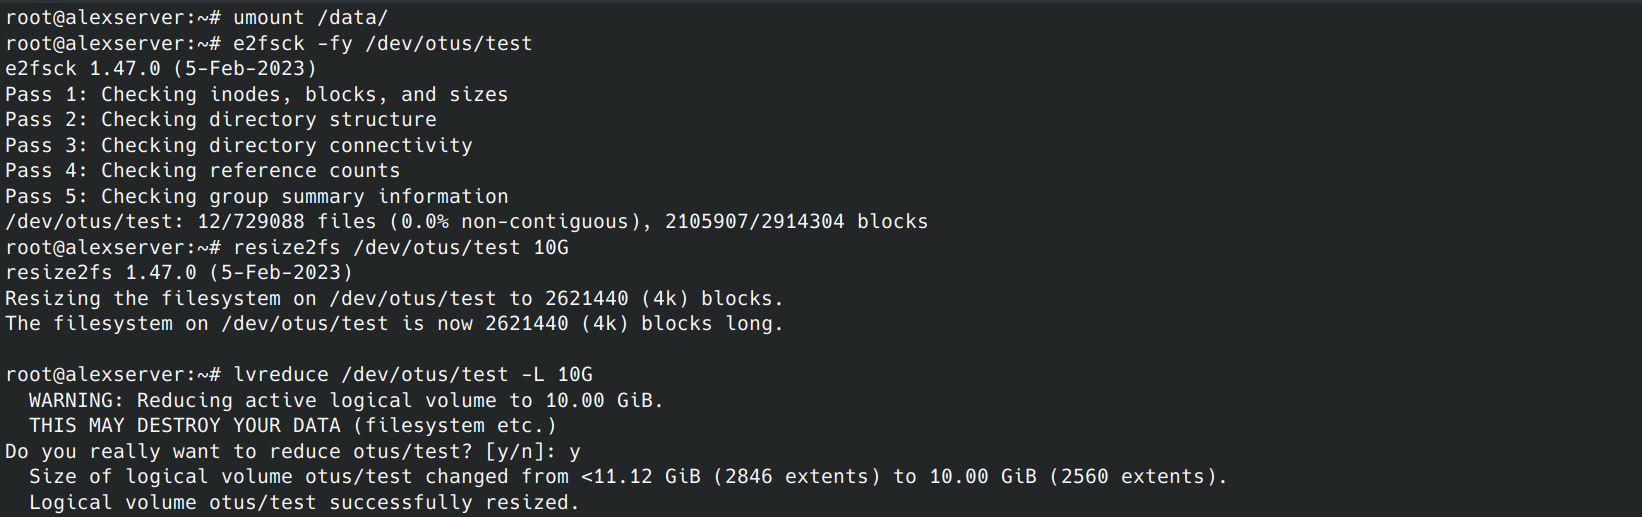 root@alexserver:~# umount /data/
root@alexserver:~# e2fsck -fy /dev/otus/test
e2fsck 1.47.0 (5-Feb-2023)
Pass 1: Checking inodes, blocks, and sizes
Pass 2: Checking directory structure
Pass 3: Checking directory connectivity
Pass 4: Checking reference counts
Pass 5: Checking group summary information
/dev/otus/test: 12/729088 files (0.0% non-contiguous), 2105907/2914304 blocks
root@alexserver:~# resize2fs /dev/otus/test 10G
resize2fs 1.47.0 (5-Feb-2023)
Resizing the filesystem on /dev/otus/test to 2621440 (4k) blocks.
The filesystem on /dev/otus/test is now 2621440 (4k) blocks long.

root@alexserver:~# lvreduce /dev/otus/test -L 10G
  WARNING: Reducing active logical volume to 10.00 GiB.
  THIS MAY DESTROY YOUR DATA (filesystem etc.)
Do you really want to reduce otus/test? [y/n]: y
  Size of logical volume otus/test changed from <11.12 GiB (2846 extents) to 10.00 GiB (2560 extents).
  Logical volume otus/test successfully resized.